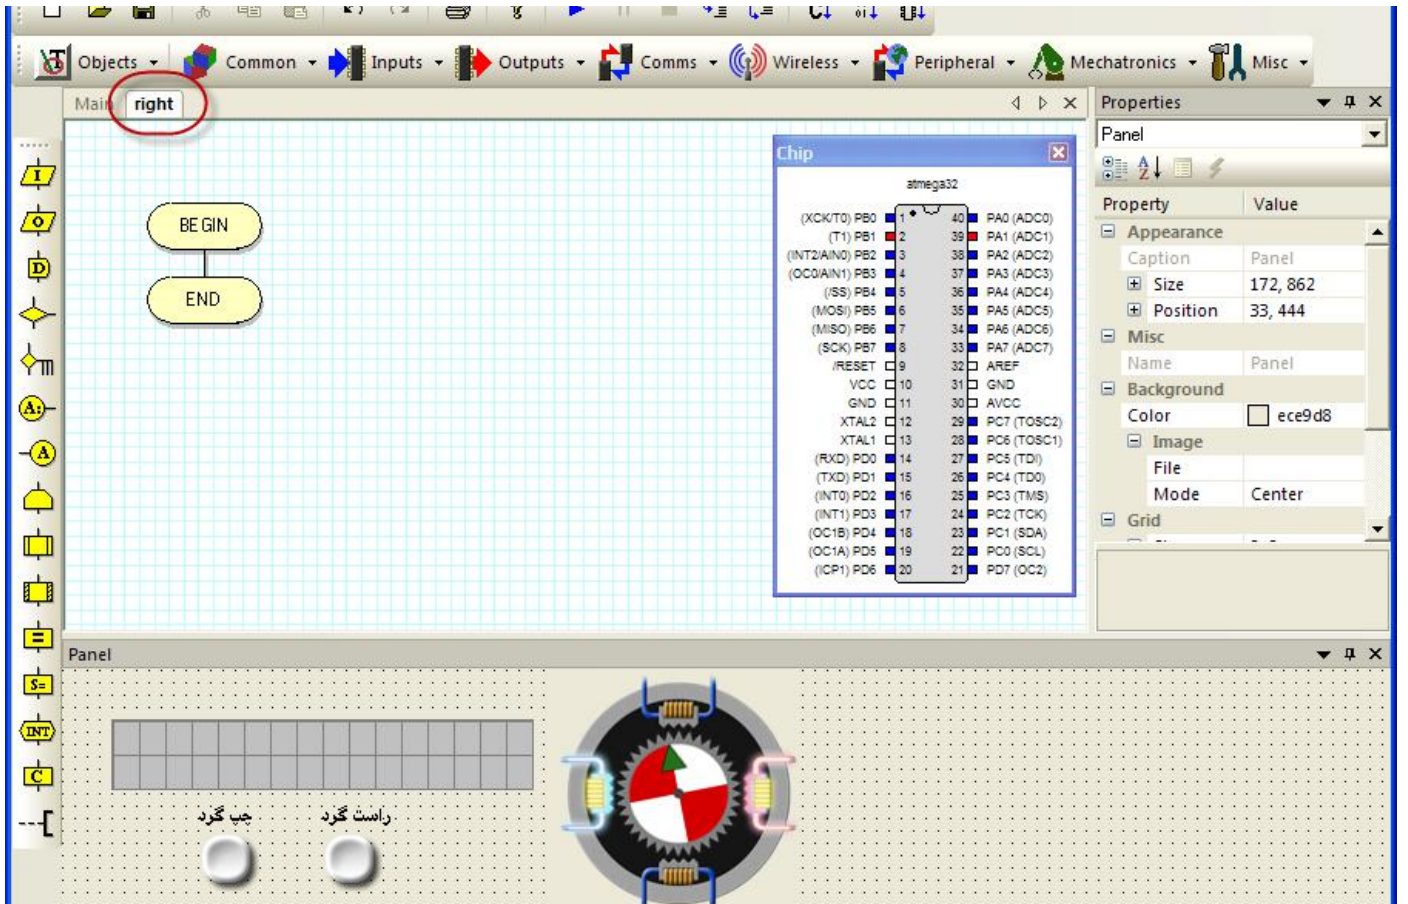 Objects Common Inputs Outputs Comms Wireless Peripheral Mechatronics Misc
Main right
Properties
Panel
Property Value
Appearance
Caption Panel
Size 172, 862
Position 33, 444
Misc
Name Panel
Background
Color ece9d8
Image
File
Mode Center
Grid
BEGIN
END
Chip
atmega32
(XCK/T0) PB0 1 40 PA0 (ADC0)
(T1) PB1 2 39 PA1 (ADC1)
(INT2/AIN0) PB2 3 38 PA2 (ADC2)
(OC0/AIN1) PB3 4 37 PA3 (ADC3)
(/SS) PB4 5 36 PA4 (ADC4)
(MOSI) PB5 6 35 PA5 (ADC5)
(MISO) PB6 7 34 PA6 (ADC6)
(SCK) PB7 8 33 PA7 (ADC7)
/RESET 9 32 AREF
VCC 10 31 GND
GND 11 30 AVCC
XTAL2 12 29 PC7 (TOSC2)
XTAL1 13 28 PC6 (TOSC1)
(RXD) PD0 14 27 PC5 (TDI)
(TXD) PD1 15 26 PC4 (TD0)
(INT0) PD2 16 25 PC3 (TMS)
(INT1) PD3 17 24 PC2 (TCK)
(OC1B) PD4 18 23 PC1 (SDA)
(OC1A) PD5 19 22 PC0 (SCL)
(ICP1) PD6 20 21 PD7 (OC2)
I
O
D
A:
A
=
S=
INT
C
Panel
راست گرد چپ گرد